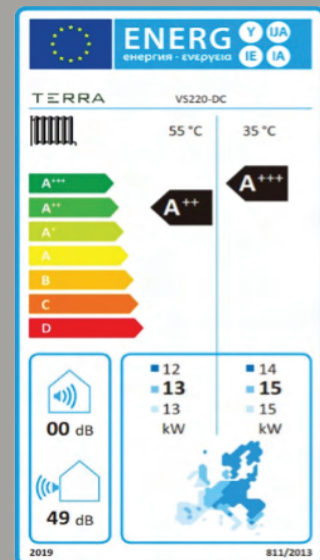 ENERG Y UA
енергия · ενεργεια IE IA
TERRA VS220-DC
55 °C 35 °C
A+++
A++
A+
A
B
C
D
A++
A+++
00 dB
49 dB
12 14
13 15
13 15
kW kW
2019 811/2013